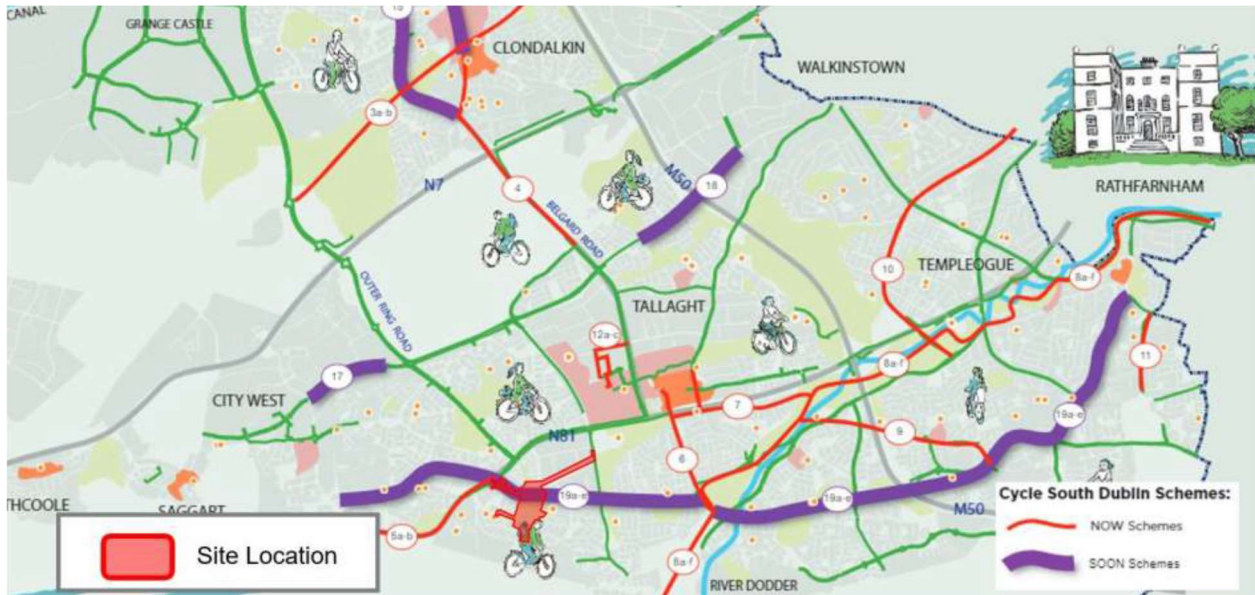 CANAL
GRANGE CASTLE
CLONDALKIN
WALKINSTOWN
3a-b
N7
4
M50
18
RATHFARNHAM
BELGARD ROAD
10
TEMPLEOGUE
8a-f
OUTER RING ROAD
TALLAGHT
12a-c
8a-f
11
17
CITY WEST
7
19a-e
N81
9
6
19a-e
19a-e
THCOOLE
SAGGART
5a-b
M50
8a-f
RIVER DODDER
Site Location
Cycle South Dublin Schemes:
NOW Schemes
SOON Schemes